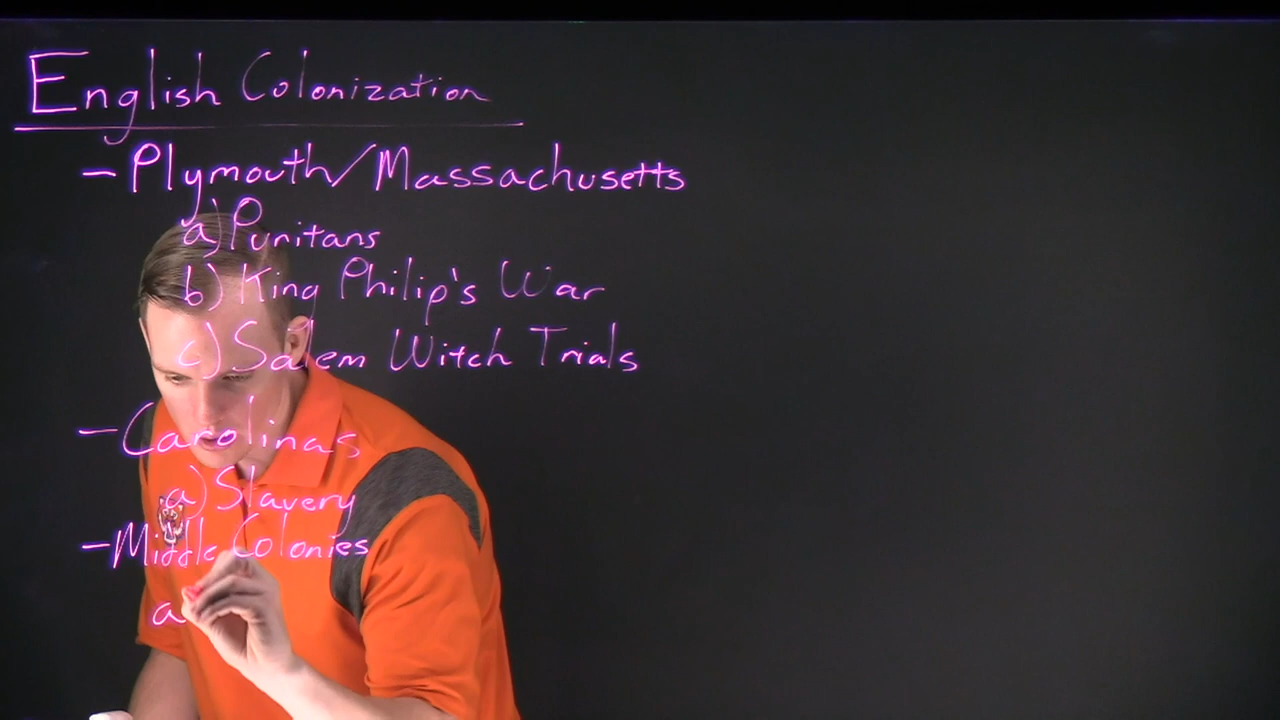 English Colonization
- Plymouth/Massachusetts
a) Puritans
b) King Philip's War
c) Salem Witch Trials
- Carolinas
a) Slavery
- Middle Colonies
a